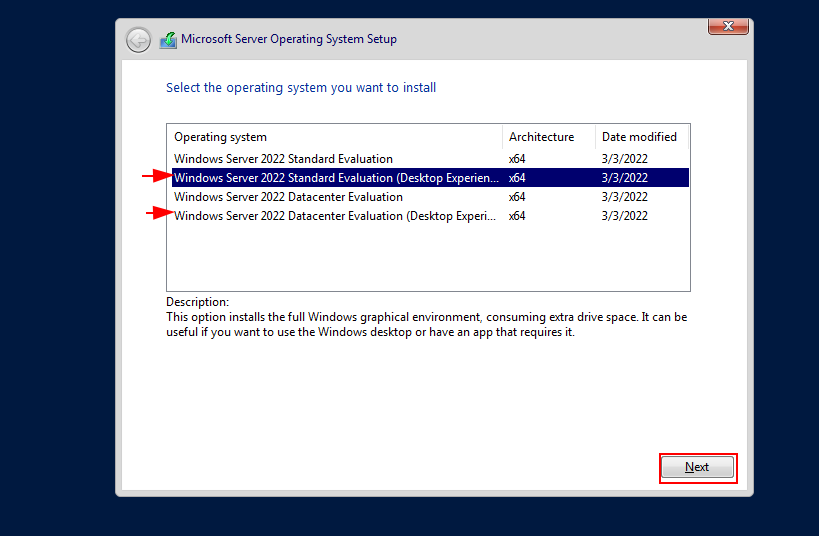 Microsoft Server Operating System Setup
Select the operating system you want to install
Operating system Architecture Date modified
Windows Server 2022 Standard Evaluation x64 3/3/2022
Windows Server 2022 Standard Evaluation (Desktop Experien... x64 3/3/2022
Windows Server 2022 Datacenter Evaluation x64 3/3/2022
Windows Server 2022 Datacenter Evaluation (Desktop Experi... x64 3/3/2022
Description:
This option installs the full Windows graphical environment, consuming extra drive space. It can be
useful if you want to use the Windows desktop or have an app that requires it.
Next